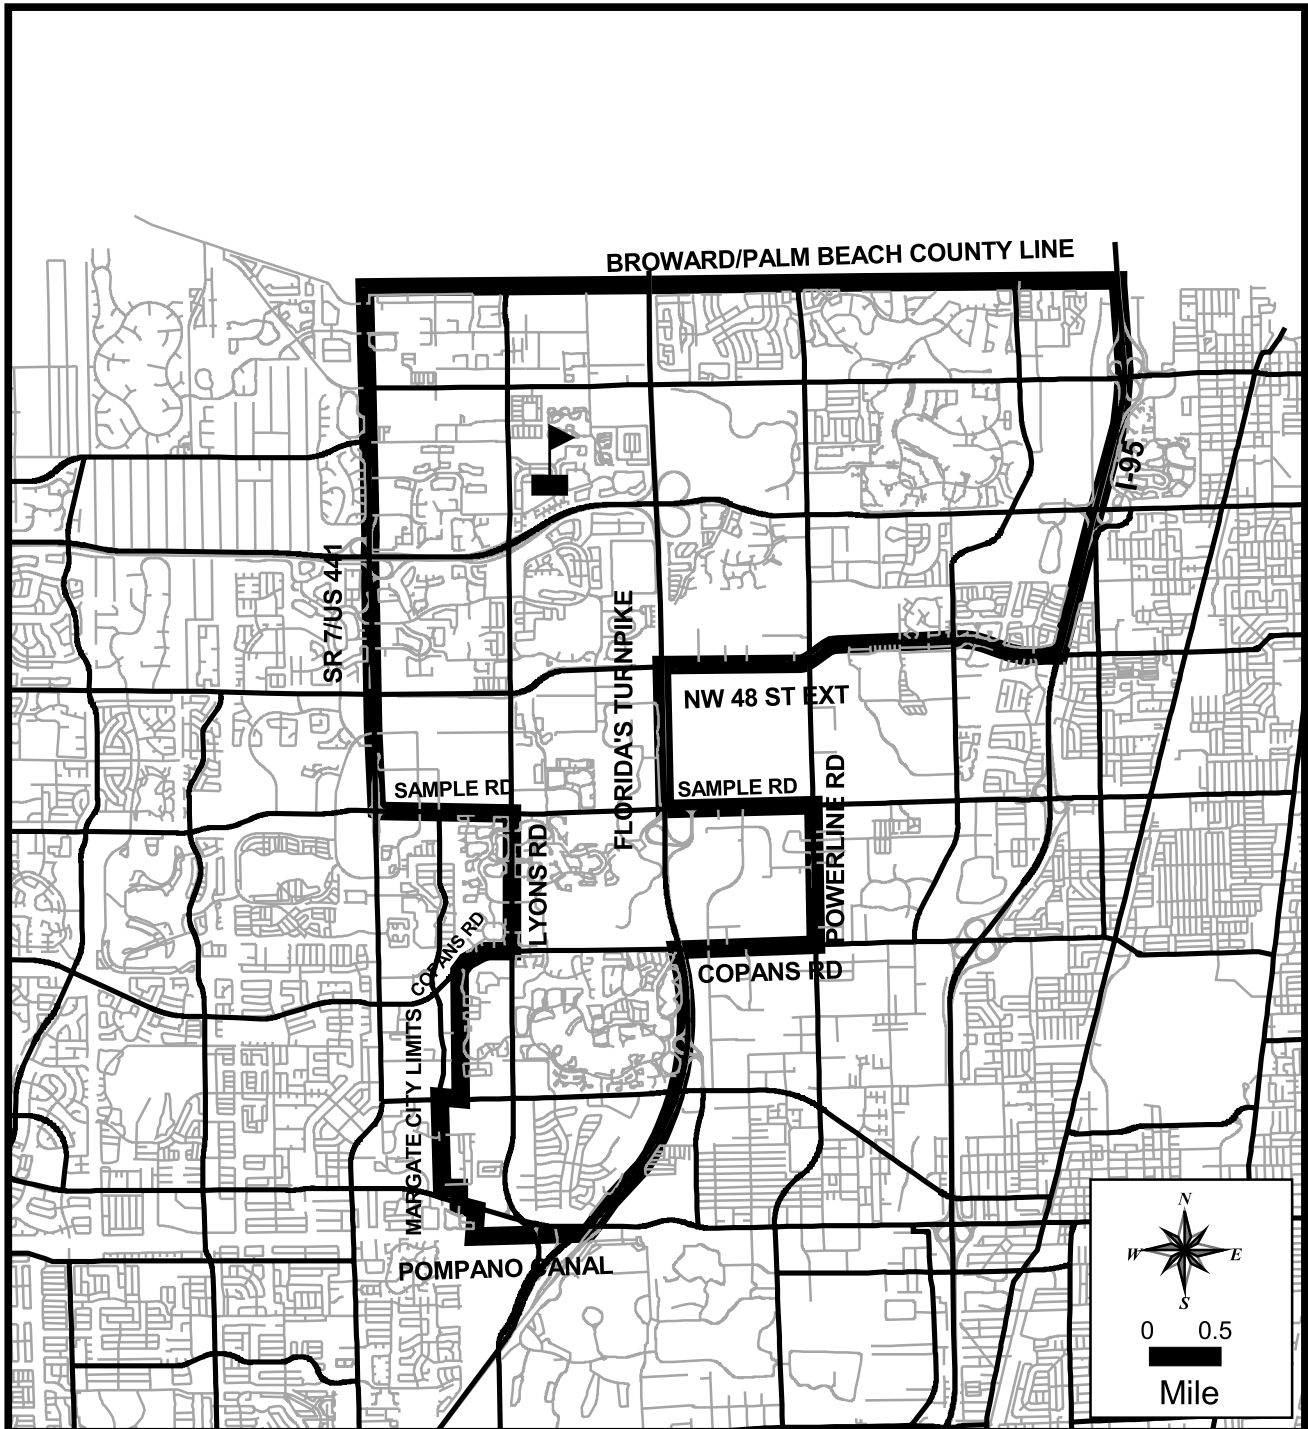 BROWARD/PALM BEACH COUNTY LINE
I-95
SR 7/US 441
FLORIDA'S TURNPIKE
NW 48 ST EXT
SAMPLE RD
SAMPLE RD
POWERLINE RD
LYONS RD
COPANS RD
COPANS RD
MARGATE CITY LIMITS
POMPANO CANAL
N
W E
S
0 0.5
Mile